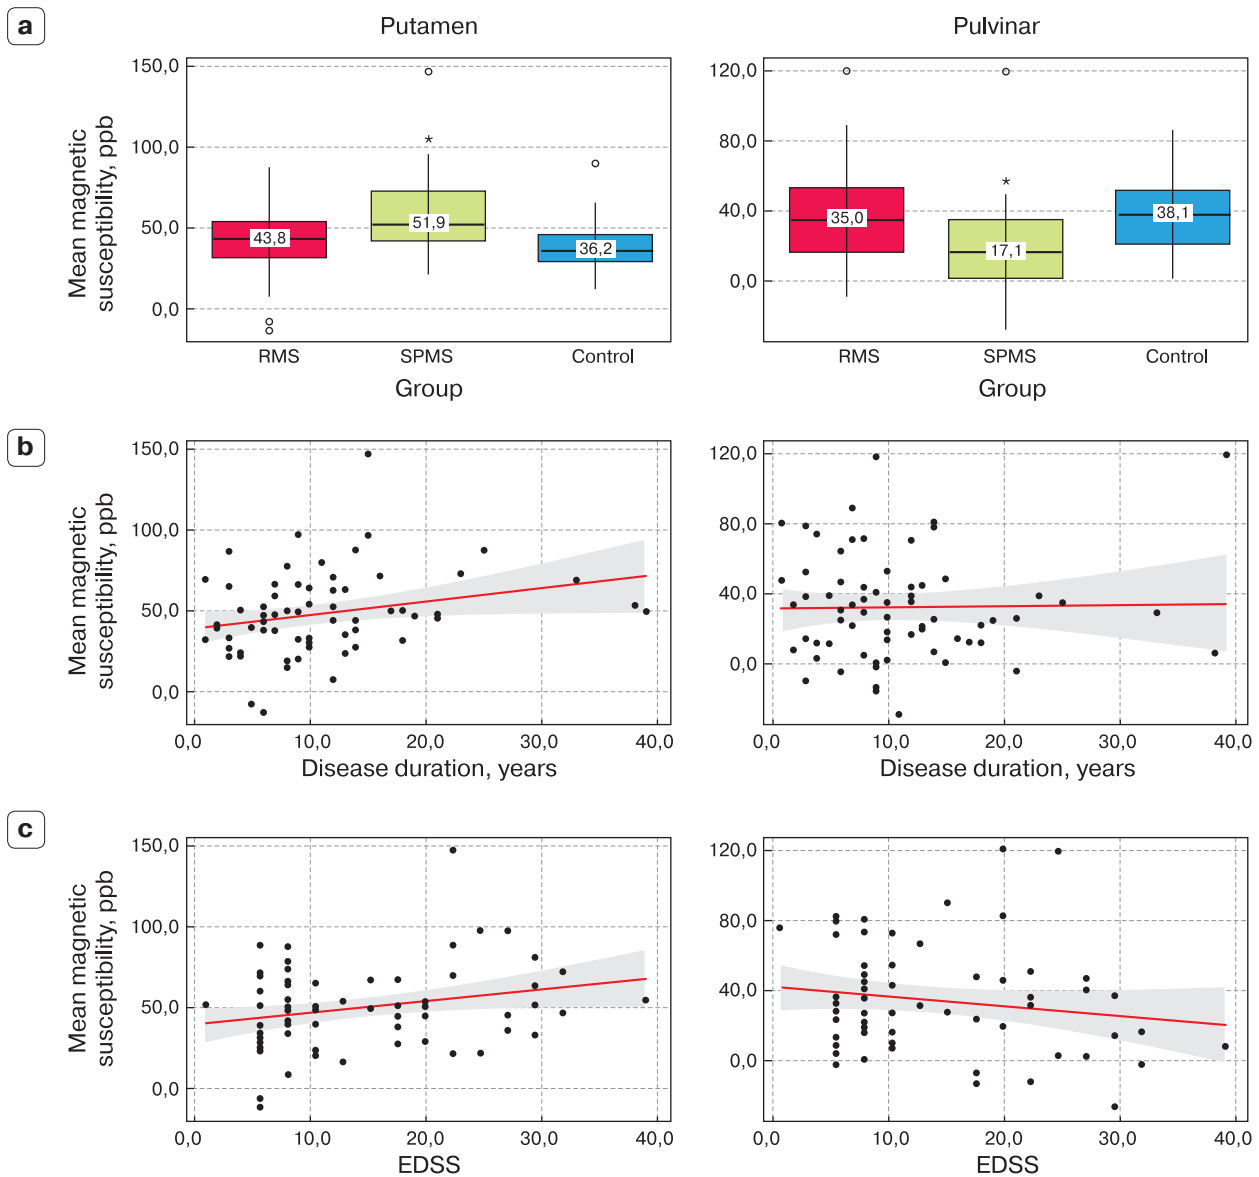 a
Putamen
Pulvinar
Mean magnetic
susceptibility, ppb
150,0
100,0
50,0
0,0
43,8
51,9
36,2
*
RMS
SPMS
Control
Group
120,0
80,0
40,0
0,0
35,0
17,1
38,1
*
RMS
SPMS
Control
Group
b
Mean magnetic
susceptibility, ppb
150,0
100,0
50,0
0,0
0,0
10,0
20,0
30,0
40,0
Disease duration, years
120,0
80,0
40,0
0,0
0,0
10,0
20,0
30,0
40,0
Disease duration, years
c
Mean magnetic
susceptibility, ppb
150,0
100,0
50,0
0,0
0,0
10,0
20,0
30,0
40,0
EDSS
120,0
80,0
40,0
0,0
0,0
10,0
20,0
30,0
40,0
EDSS